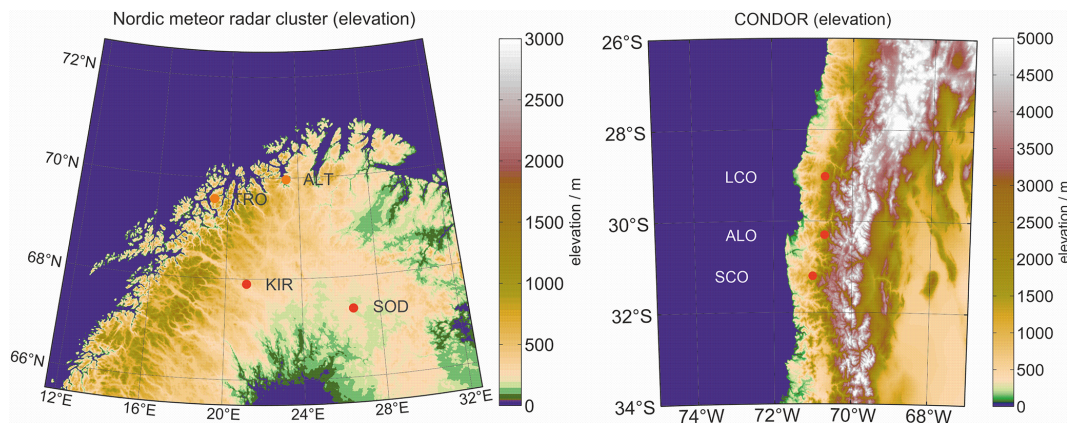 Nordic meteor radar cluster (elevation)
72°N
70°N
68°N
66°N
12°E
16°E
20°E
24°E
28°E
32°E
ALT
TRO
KIR
SOD
3000
2500
2000
1500
1000
500
0
elevation / m
CONDOR (elevation)
26°S
28°S
30°S
32°S
34°S
74°W
72°W
70°W
68°W
LCO
ALO
SCO
5000
4500
4000
3500
3000
2500
2000
1500
1000
500
0
elevation / m